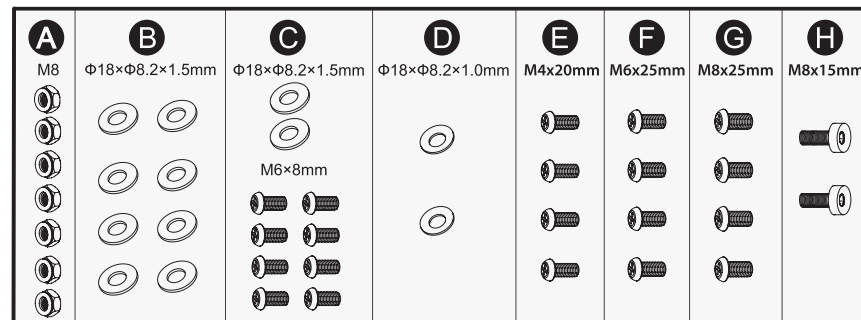 A B C D E F G H
M8 Φ18×Φ8.2×1.5mm Φ18×Φ8.2×1.5mm Φ18×Φ8.2×1.0mm M4x20mm M6x25mm M8x25mm M8x15mm
M6×8mm